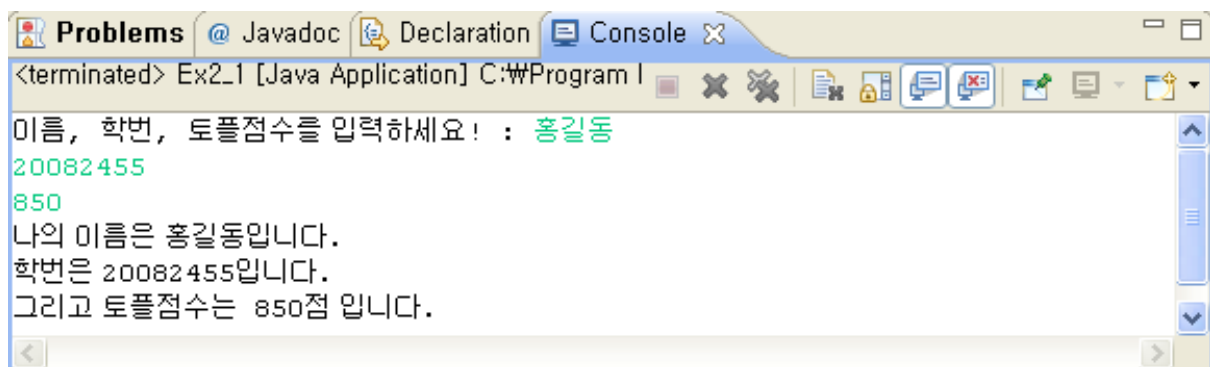 Problems @ Javadoc Declaration Console
<terminated> Ex2_1 [Java Application] C:₩Program
이름, 학번, 토플점수를 입력하세요! : 홍길동
20082455
850
나의 이름은 홍길동입니다.
학번은 20082455입니다.
그리고 토플점수는 850점 입니다.